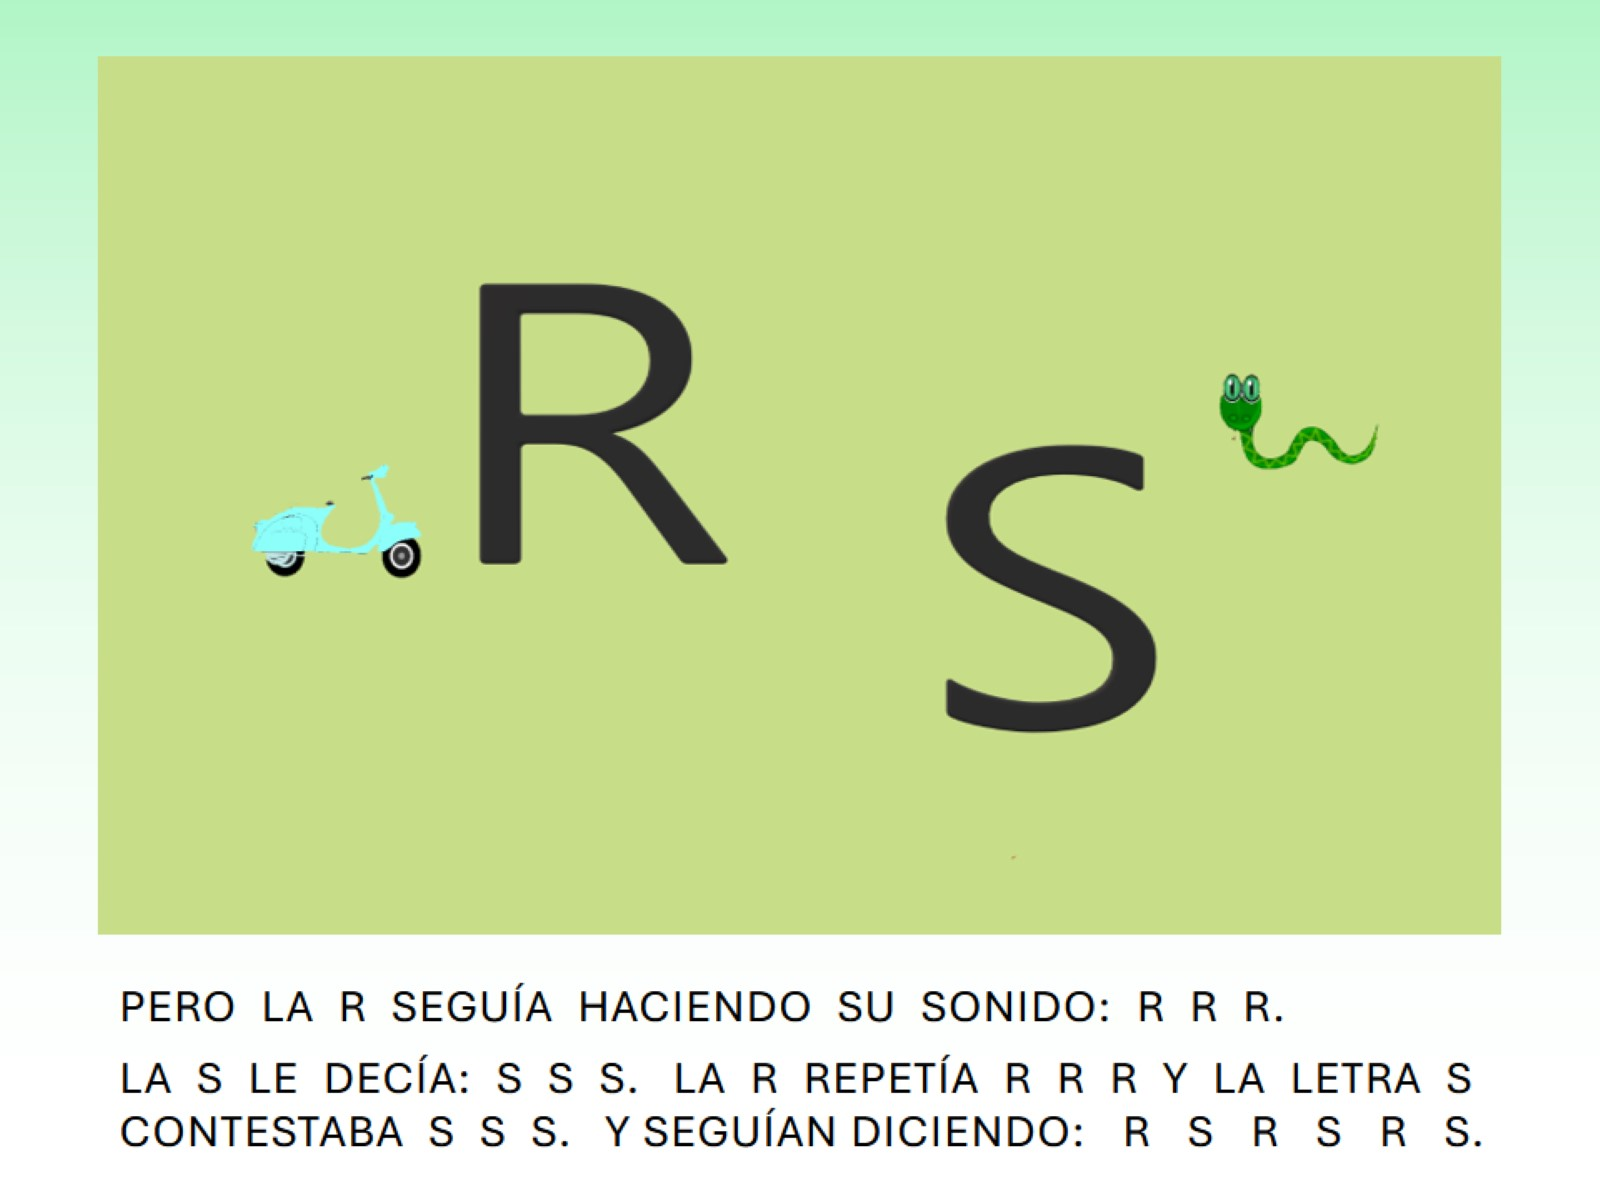 R
S
PERO LA R SEGUÍA HACIENDO SU SONIDO: R R R.
LA S LE DECÍA: S S S. LA R REPETÍA R R R Y LA LETRA S
CONTESTABA S S S. Y SEGUÍAN DICIENDO: R S R S R S.